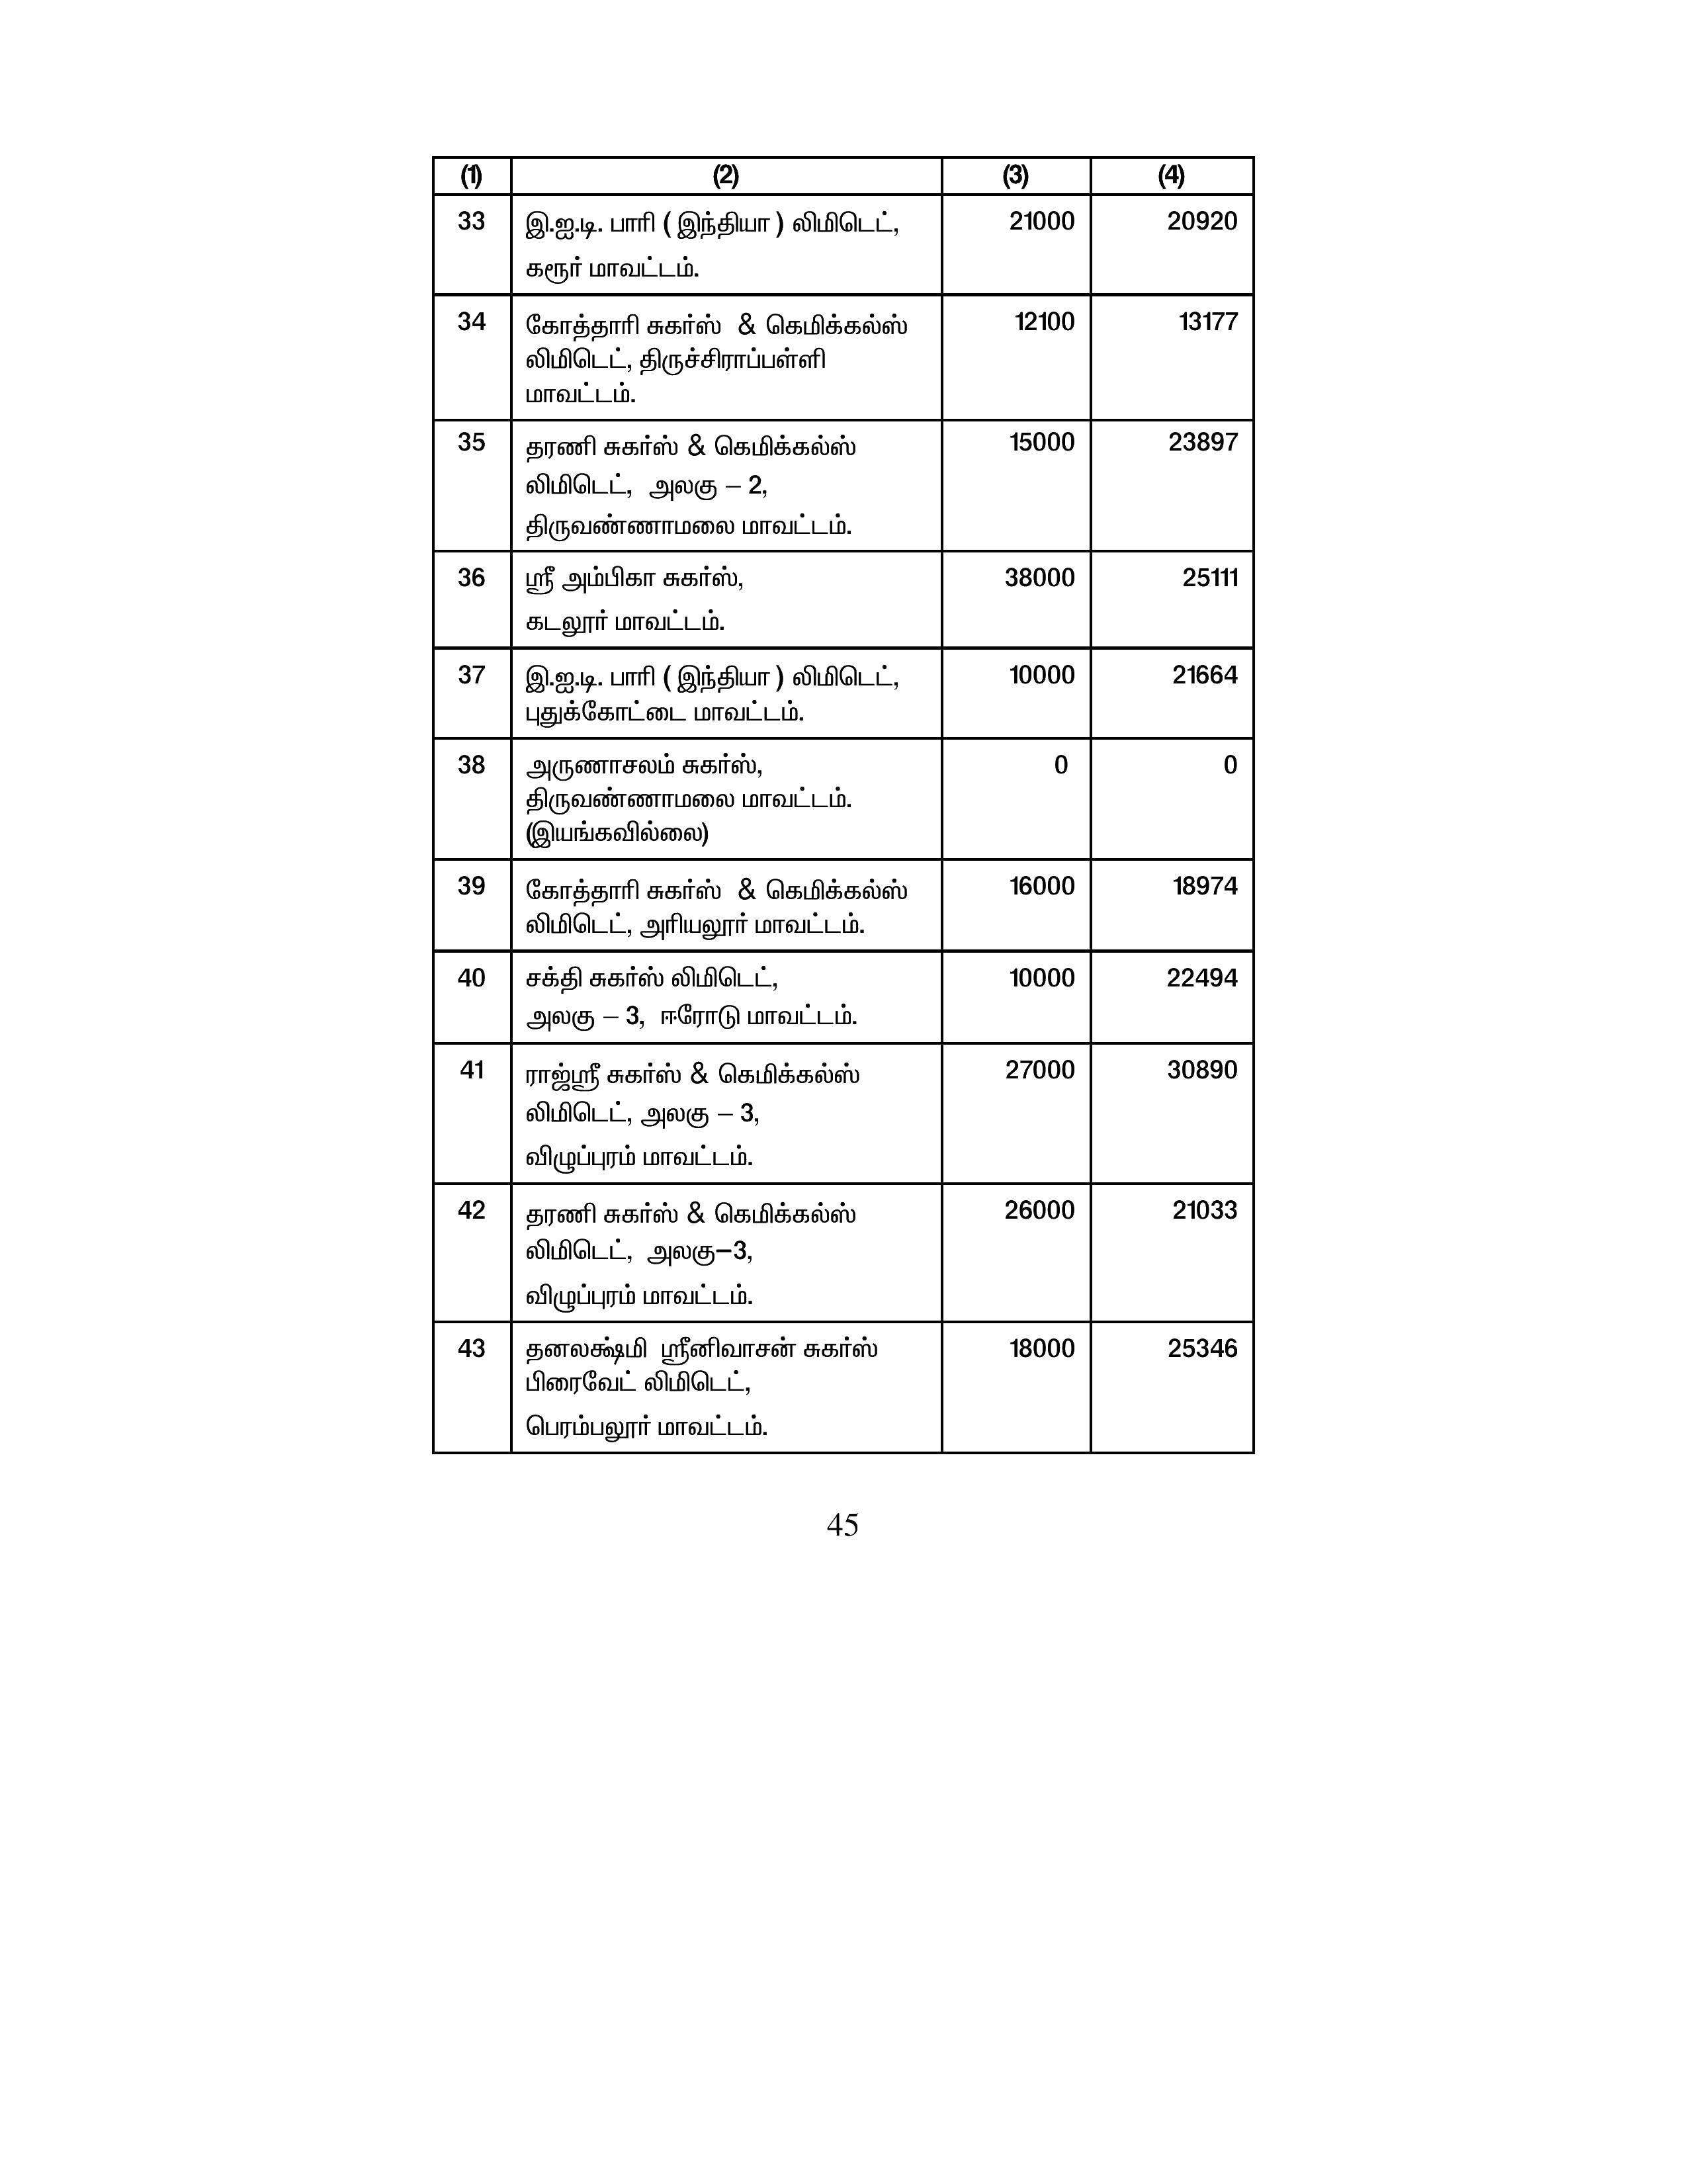 (1) (2) (3) (4)
33 இ.ஐ.டி. பாரி ( இந்தியா ) லிமிடெட், 21000 20920
கரூர் மாவட்டம்.
34 கோத்தாரி சுகர்ஸ் & கெமிக்கல்ஸ் 12100 13177
லிமிடெட், திருச்சிராப்பள்ளி
மாவட்டம்.
35 தரணி சுகர்ஸ் & கெமிக்கல்ஸ் 15000 23897
லிமிடெட், அலகு – 2,
திருவண்ணாமலை மாவட்டம்.
36 ஸ்ரீ அம்பிகா சுகர்ஸ், 38000 25111
கடலூர் மாவட்டம்.
37 இ.ஐ.டி. பாரி ( இந்தியா ) லிமிடெட், 10000 21664
புதுக்கோட்டை மாவட்டம்.
38 அருணாசலம் சுகர்ஸ், 0 0
திருவண்ணாமலை மாவட்டம்.
(இயங்கவில்லை)
39 கோத்தாரி சுகர்ஸ் & கெமிக்கல்ஸ் 16000 18974
லிமிடெட், அரியலூர் மாவட்டம்.
40 சக்தி சுகர்ஸ் லிமிடெட், 10000 22494
அலகு – 3, ஈரோடு மாவட்டம்.
41 ராஜ்ஸ்ரீ சுகர்ஸ் & கெமிக்கல்ஸ் 27000 30890
லிமிடெட், அலகு – 3,
விழுப்புரம் மாவட்டம்.
42 தரணி சுகர்ஸ் & கெமிக்கல்ஸ் 26000 21033
லிமிடெட், அலகு–3,
விழுப்புரம் மாவட்டம்.
43 தனலக்ஷ்மி ஸ்ரீனிவாசன் சுகர்ஸ் 18000 25346
பிரைவேட் லிமிடெட்,
பெரம்பலூர் மாவட்டம்.
45